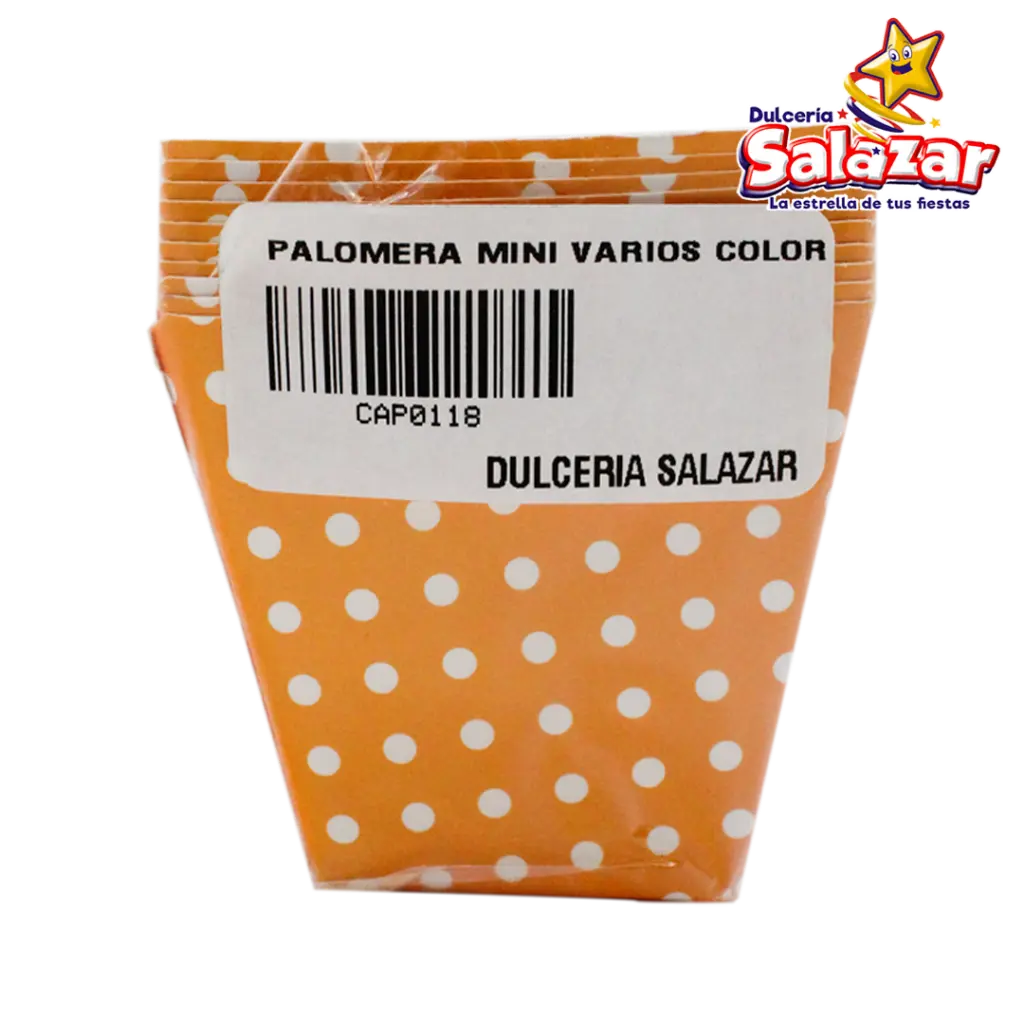 Dulcería
Salazar
La estrella de tus fiestas
PALOMERA MINI VARIOS COLOR
CAP0118
DULCERIA SALAZAR